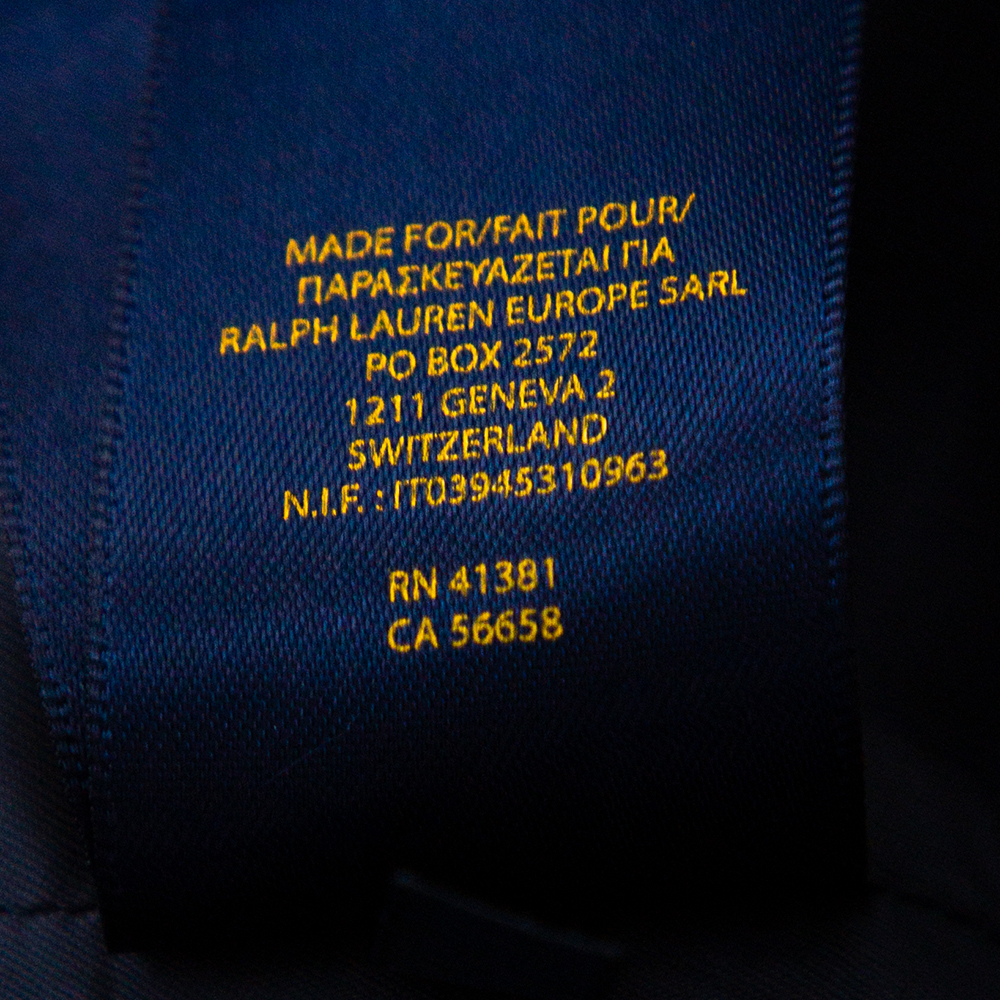 MADE FOR/FAIT POUR/
ΠΑΡΑΣΚΕΥΑΖΕΤΑΙ ΓΙΑ
RALPH LAUREN EUROPE SARL
PO BOX 2572
1211 GENEVA 2
SWITZERLAND
N.I.F. : IT03945310963
RN 41381
CA 56658